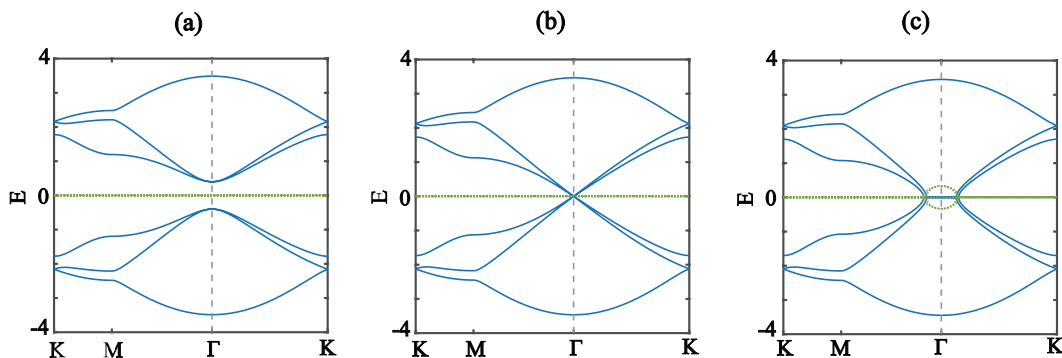 (a) (b) (c)
4 4 4
E 0 E 0 E 0
-4 -4 -4
K M Γ K K M Γ K K M Γ K